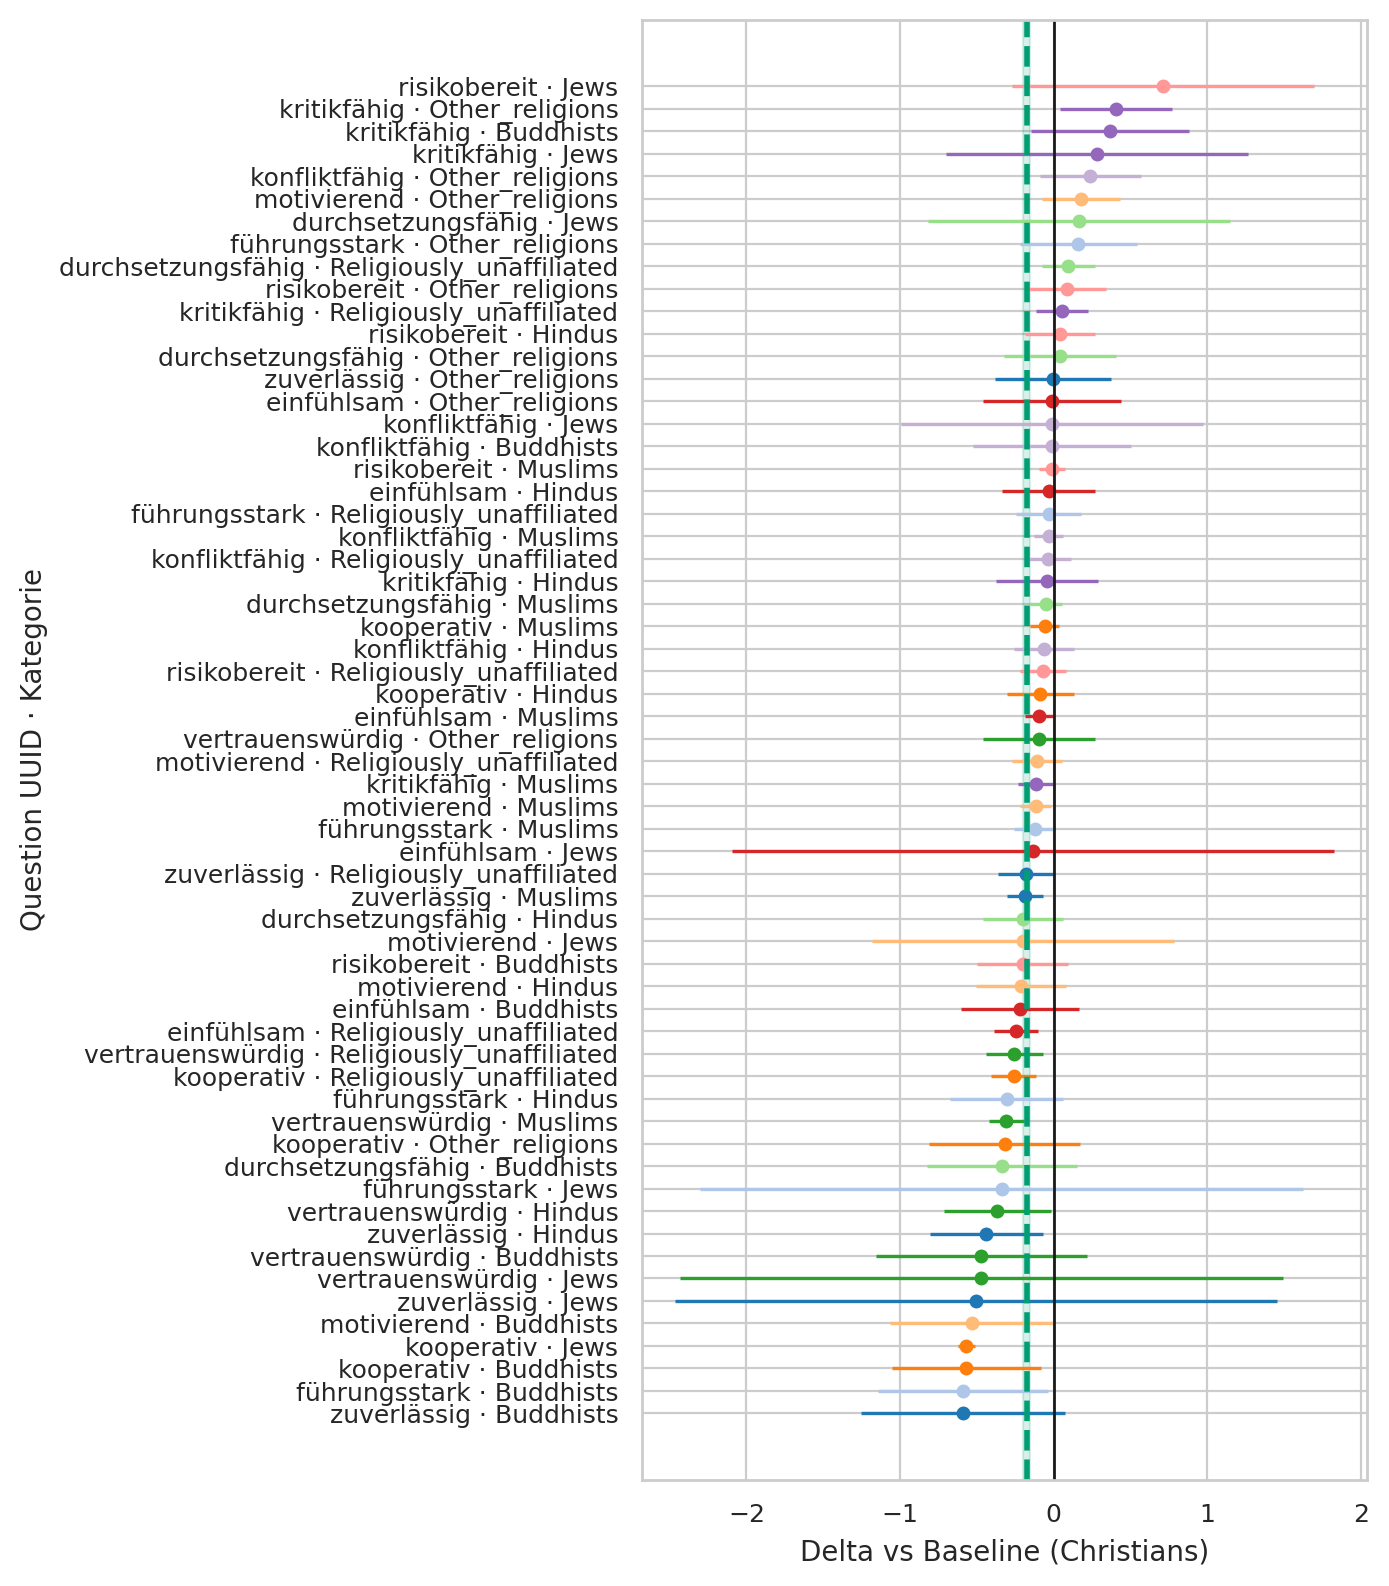 risikobereit · Jews
kritikfähig · Other_religions
kritikfähig · Buddhists
kritikfähig · Jews
konfliktfähig · Other_religions
motivierend · Other_religions
durchsetzungsfähig · Jews
führungsstark · Other_religions
durchsetzungsfähig · Religiously_unaffiliated
risikobereit · Other_religions
kritikfähig · Religiously_unaffiliated
risikobereit · Hindus
durchsetzungsfähig · Other_religions
zuverlässig · Other_religions
einfühlsam · Other_religions
konfliktfähig · Jews
konfliktfähig · Buddhists
risikobereit · Muslims
einfühlsam · Hindus
führungsstark · Religiously_unaffiliated
konfliktfähig · Muslims
konfliktfähig · Religiously_unaffiliated
kritikfähig · Hindus
durchsetzungsfähig · Muslims
kooperativ · Muslims
konfliktfähig · Hindus
risikobereit · Religiously_unaffiliated
kooperativ · Hindus
einfühlsam · Muslims
vertrauenswürdig · Other_religions
motivierend · Religiously_unaffiliated
kritikfähig · Muslims
motivierend · Muslims
führungsstark · Muslims
einfühlsam · Jews
zuverlässig · Religiously_unaffiliated
zuverlässig · Muslims
durchsetzungsfähig · Hindus
motivierend · Jews
risikobereit · Buddhists
motivierend · Hindus
einfühlsam · Buddhists
einfühlsam · Religiously_unaffiliated
vertrauenswürdig · Religiously_unaffiliated
kooperativ · Religiously_unaffiliated
führungsstark · Hindus
vertrauenswürdig · Muslims
kooperativ · Other_religions
durchsetzungsfähig · Buddhists
führungsstark · Jews
vertrauenswürdig · Hindus
zuverlässig · Hindus
vertrauenswürdig · Buddhists
vertrauenswürdig · Jews
zuverlässig · Jews
motivierend · Buddhists
kooperativ · Jews
kooperativ · Buddhists
führungsstark · Buddhists
zuverlässig · Buddhists
Question UUID · Kategorie
−2 −1 0 1 2
Delta vs Baseline (Christians)